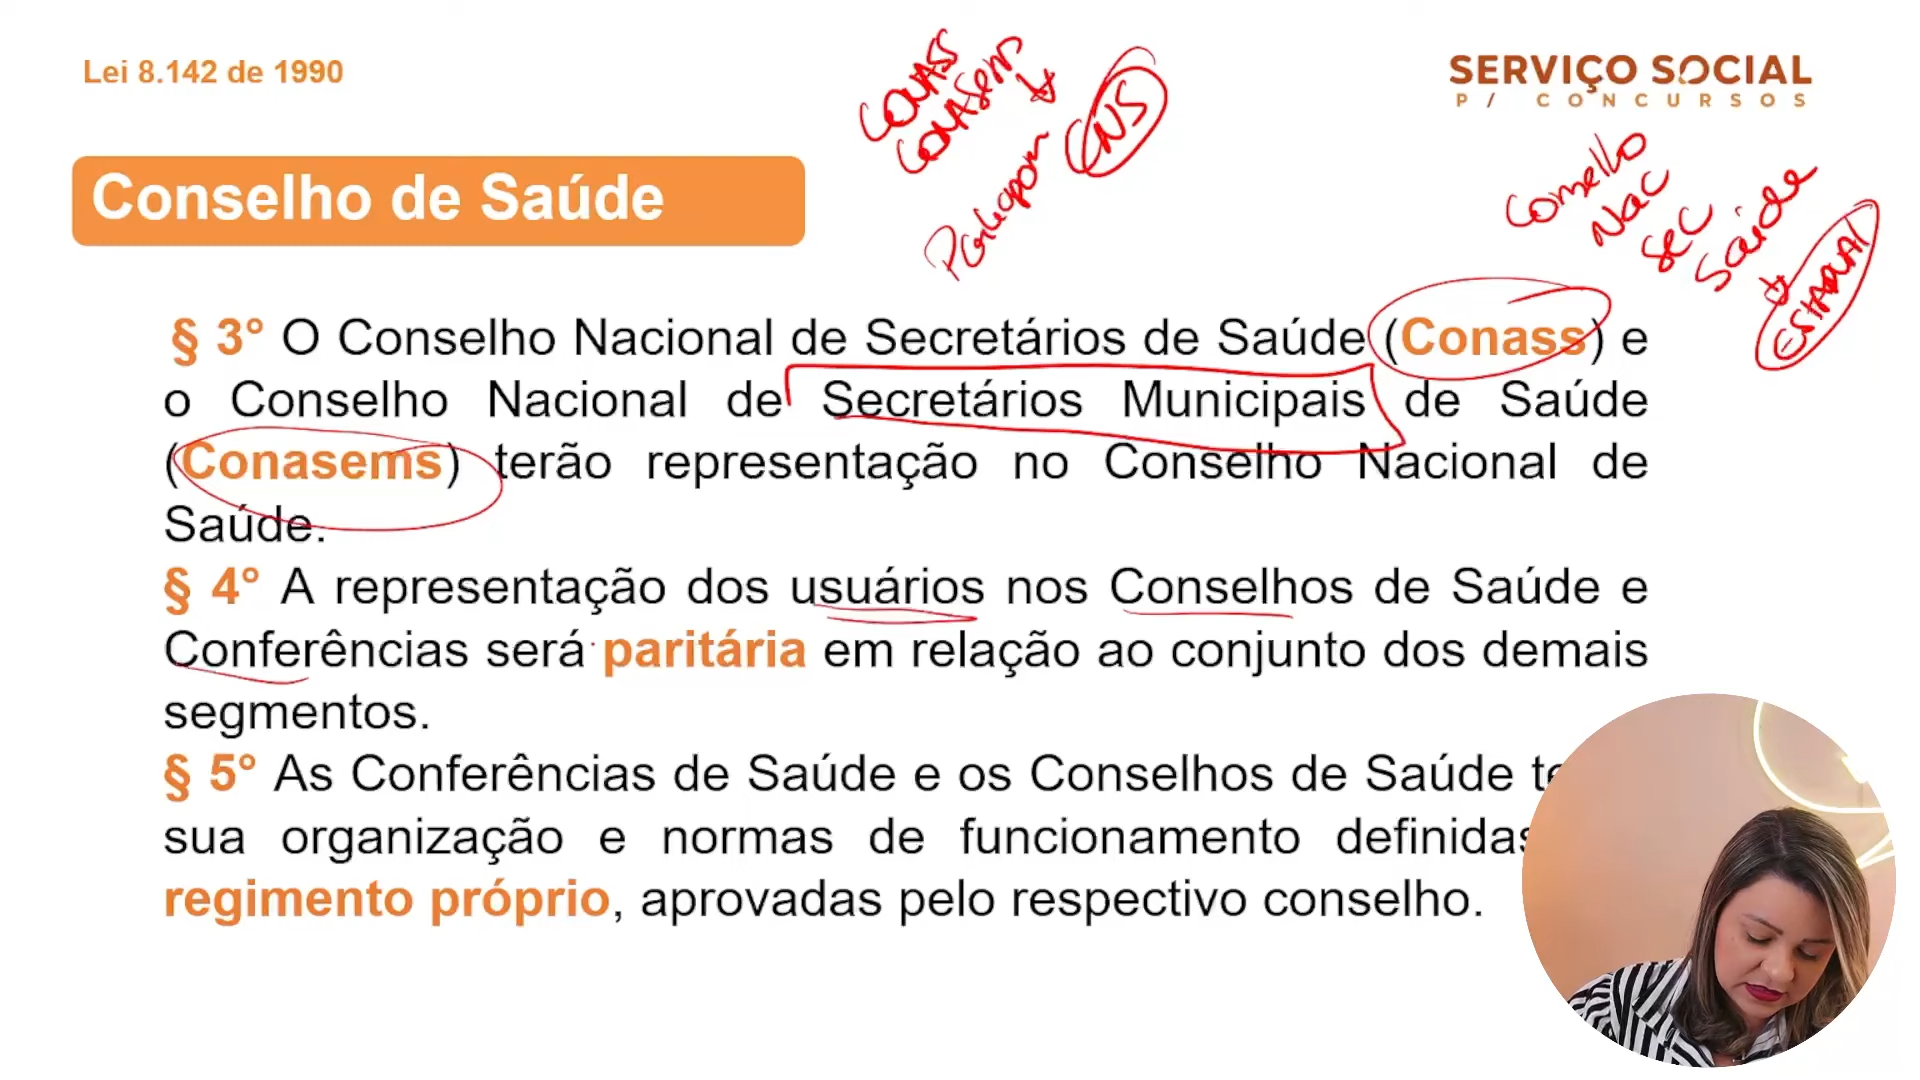 Lei 8.142 de 1990
SERVIÇO SOCIAL
P/ CONCURSOS
CONASS
CONASems
Participam
CNS
Conselho
Nac
Sec
Saúde
ESTADUAL
Conselho de Saúde
§ 3° O Conselho Nacional de Secretários de Saúde (Conass) e
o Conselho Nacional de Secretários Municipais de Saúde
(Conasems) terão representação no Conselho Nacional de
Saúde.
§ 4° A representação dos usuários nos Conselhos de Saúde e
Conferências será paritária em relação ao conjunto dos demais
segmentos.
§ 5° As Conferências de Saúde e os Conselhos de Saúde
sua organização e normas de funcionamento definidas
regimento próprio, aprovadas pelo respectivo conselho.